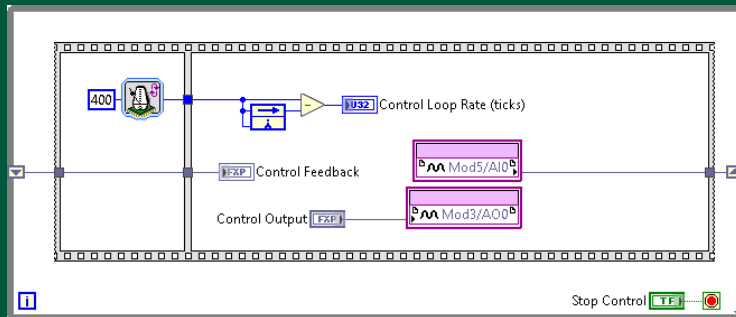 400
U32 Control Loop Rate (ticks)
FXP Control Feedback
Mod5/AI0
Control Output FXP
Mod3/AO0
i
Stop Control TF